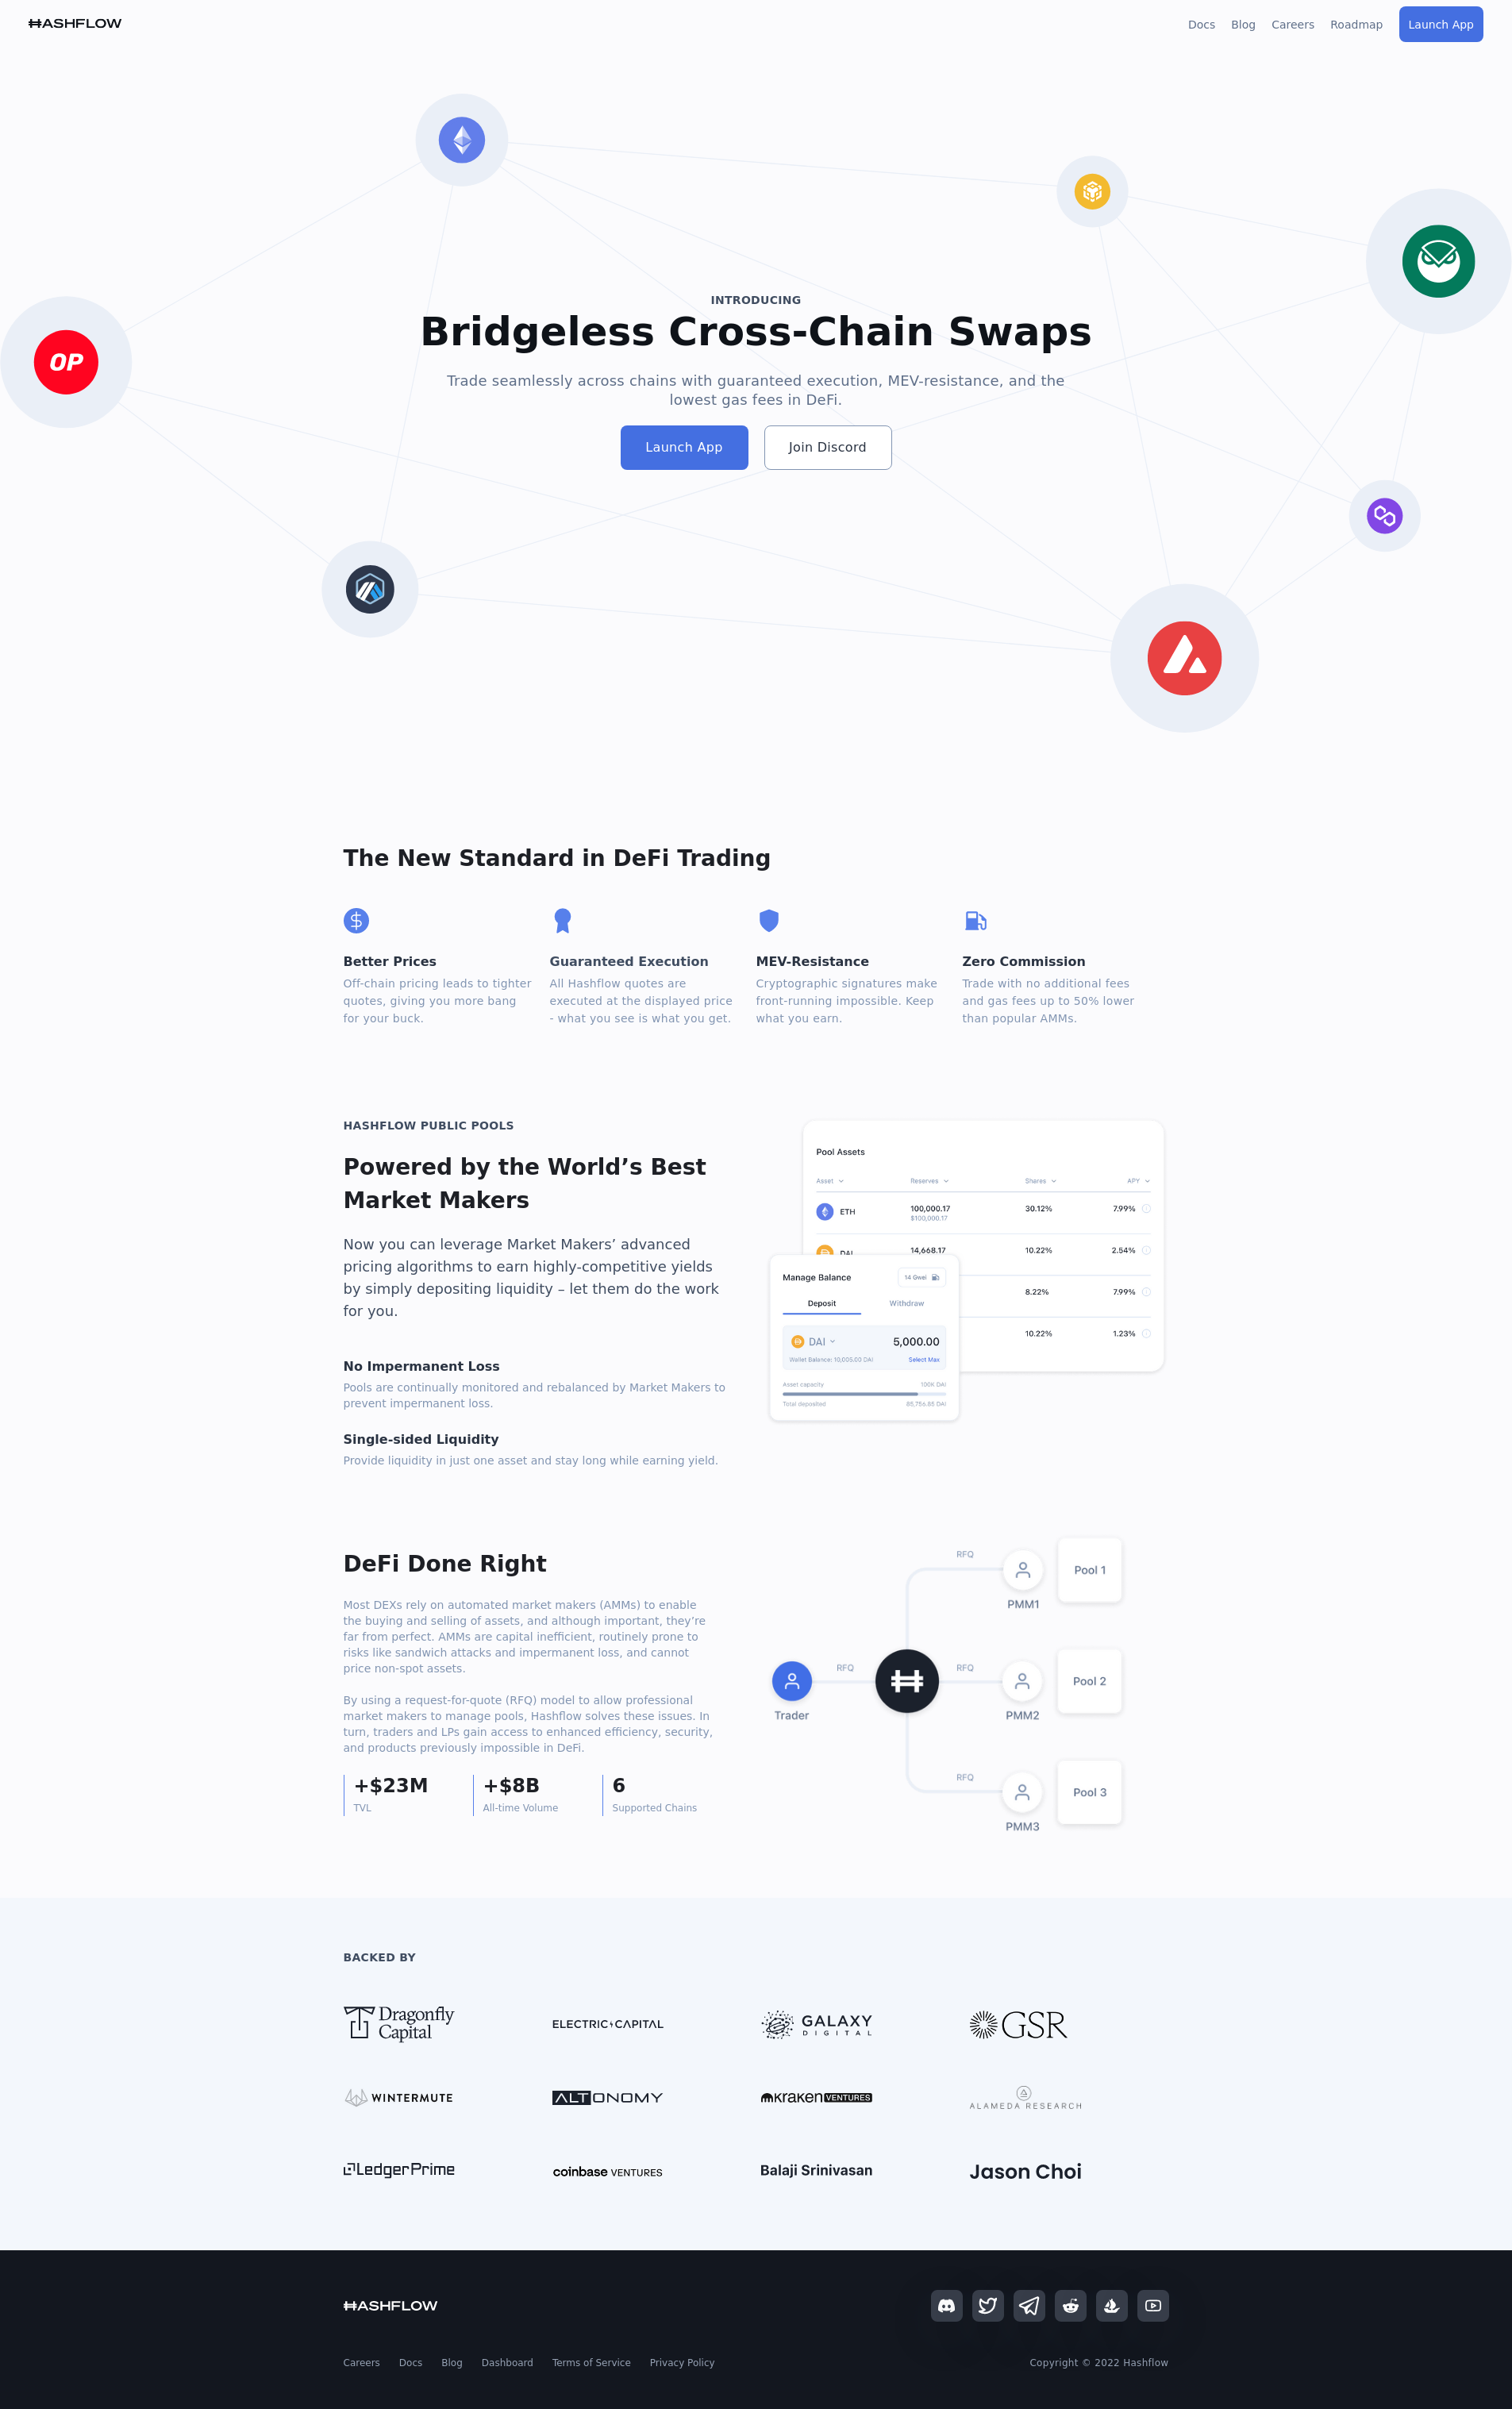 HASHFLOW
Docs Blog Careers Roadmap Launch App
OP
INTRODUCING
Bridgeless Cross-Chain Swaps
Trade seamlessly across chains with guaranteed execution, MEV-resistance, and the
lowest gas fees in DeFi.
Launch App
Join Discord
The New Standard in DeFi Trading
Better Prices
Off-chain pricing leads to tighter
quotes, giving you more bang
for your buck.
Guaranteed Execution
All Hashflow quotes are
executed at the displayed price
- what you see is what you get.
MEV-Resistance
Cryptographic signatures make
front-running impossible. Keep
what you earn.
Zero Commission
Trade with no additional fees
and gas fees up to 50% lower
than popular AMMs.
HASHFLOW PUBLIC POOLS
Powered by the World’s Best
Market Makers
Now you can leverage Market Makers’ advanced
pricing algorithms to earn highly-competitive yields
by simply depositing liquidity – let them do the work
for you.
No Impermanent Loss
Pools are continually monitored and rebalanced by Market Makers to
prevent impermanent loss.
Single-sided Liquidity
Provide liquidity in just one asset and stay long while earning yield.
Pool Assets
Asset Reserves Shares APY
ETH 100,000.17 30.12% 7.99%
$100,000.17
DAI 14,668.17 10.22% 2.54%
8.22% 7.99%
10.22% 1.23%
Manage Balance 14 Gwei
Deposit Withdraw
DAI 5,000.00
Wallet Balance: 10,005.00 DAI Select Max
Asset capacity 100K DAI
Total deposited 85,756.86 DAI
DeFi Done Right
Most DEXs rely on automated market makers (AMMs) to enable
the buying and selling of assets, and although important, they’re
far from perfect. AMMs are capital inefficient, routinely prone to
risks like sandwich attacks and impermanent loss, and cannot
price non-spot assets.
By using a request-for-quote (RFQ) model to allow professional
market makers to manage pools, Hashflow solves these issues. In
turn, traders and LPs gain access to enhanced efficiency, security,
and products previously impossible in DeFi.
+$23M
TVL
+$8B
All-time Volume
6
Supported Chains
RFQ
PMM1
Pool 1
Trader
RFQ
RFQ
PMM2
Pool 2
RFQ
PMM3
Pool 3
BACKED BY
Dragonfly
Capital
ELECTRIC CAPITAL
GALAXY
DIGITAL
GSR
WINTERMUTE
ALTONOMY
kraken VENTURES
ALAMEDA RESEARCH
LedgerPrime
coinbase VENTURES
Balaji Srinivasan
Jason Choi
HASHFLOW
Careers Docs Blog Dashboard Terms of Service Privacy Policy
Copyright © 2022 Hashflow